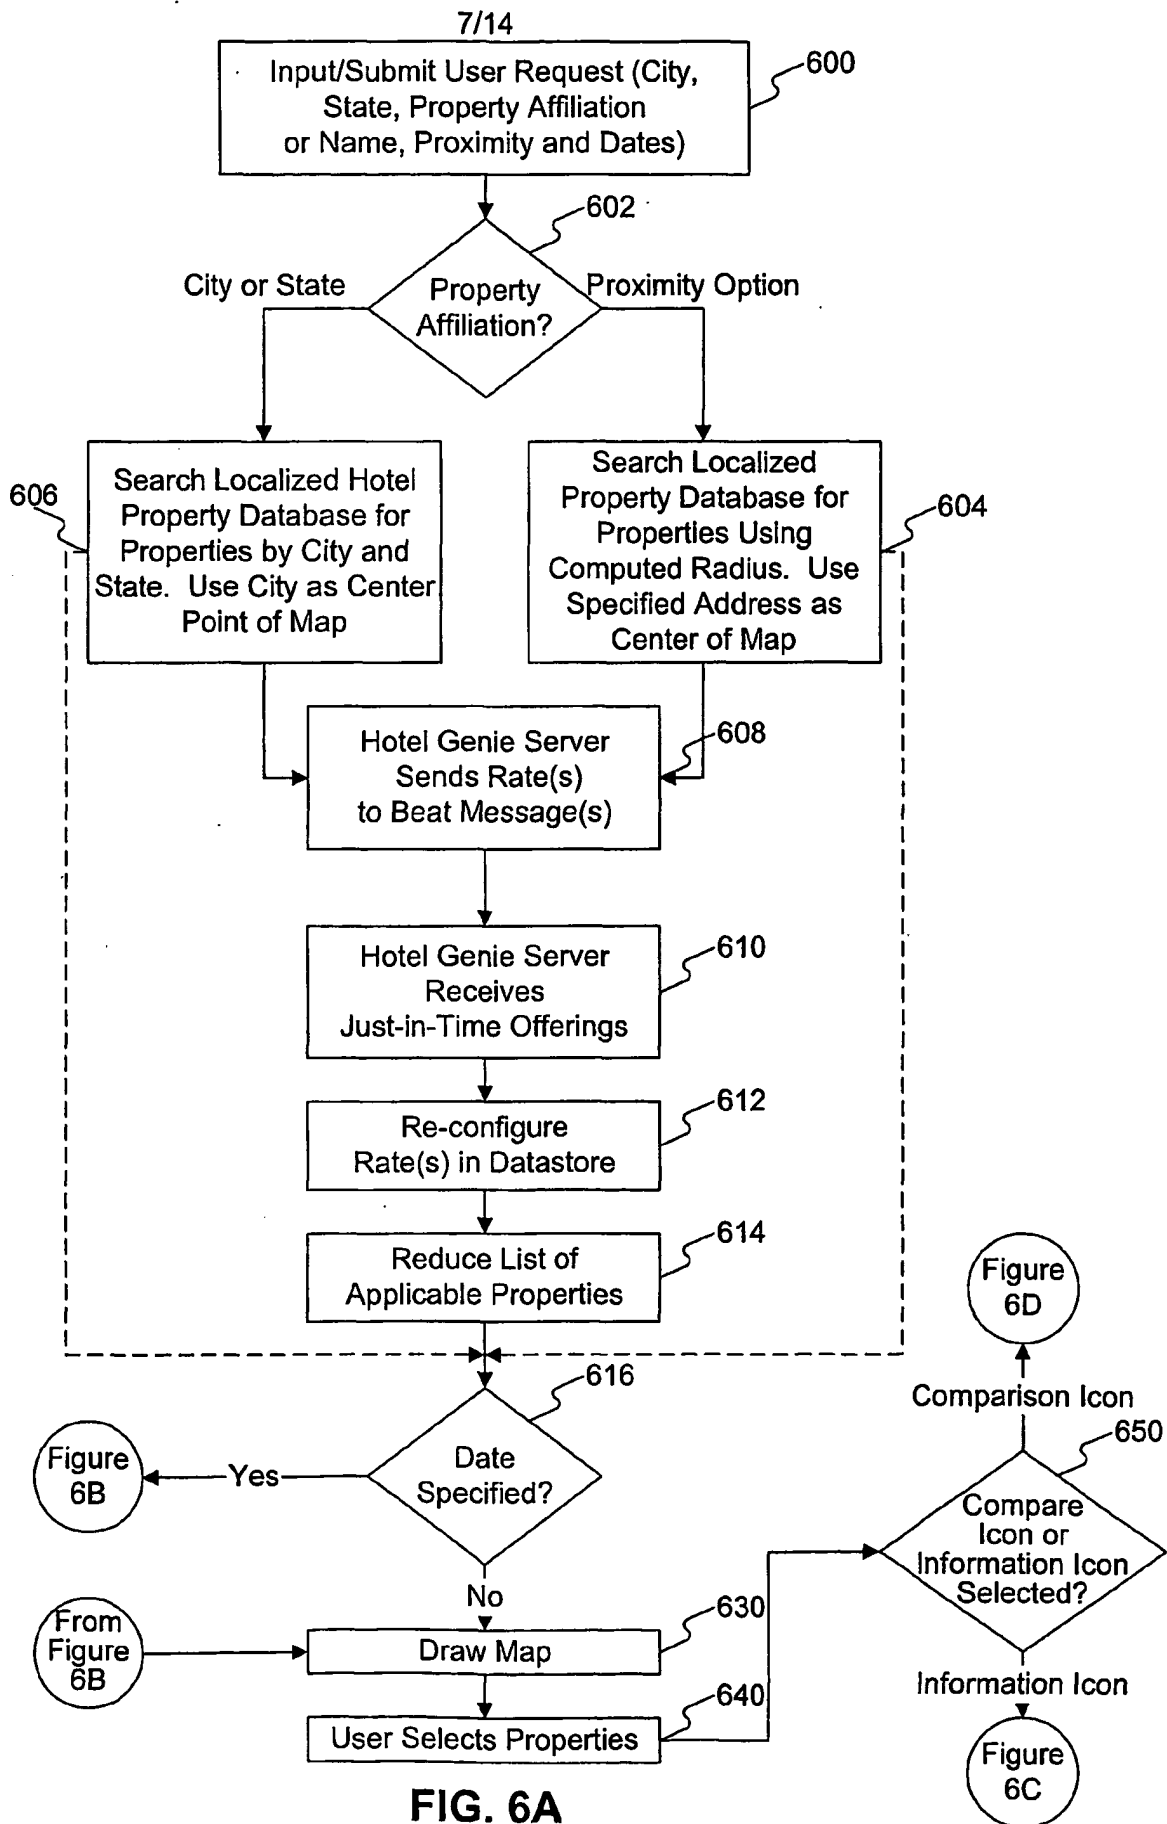 7/14
Input/Submit User Request (City,
State, Property Affiliation
or Name, Proximity and Dates)
600
602
City or State
Property
Affiliation?
Proximity Option
606
Search Localized Hotel
Property Database for
Properties by City and
State. Use City as Center
Point of Map
Search Localized
Property Database for
Properties Using
Computed Radius. Use
Specified Address as
Center of Map
604
Hotel Genie Server
Sends Rate(s)
to Beat Message(s)
608
Hotel Genie Server
Receives
Just-in-Time Offerings
610
Re-configure
Rate(s) in Datastore
612
Reduce List of
Applicable Properties
614
616
Date
Specified?
Yes
Figure
6B
No
From
Figure
6B
Draw Map
630
User Selects Properties
640
Figure
6D
Comparison Icon
650
Compare
Icon or
Information Icon
Selected?
Information Icon
Figure
6C
FIG. 6A